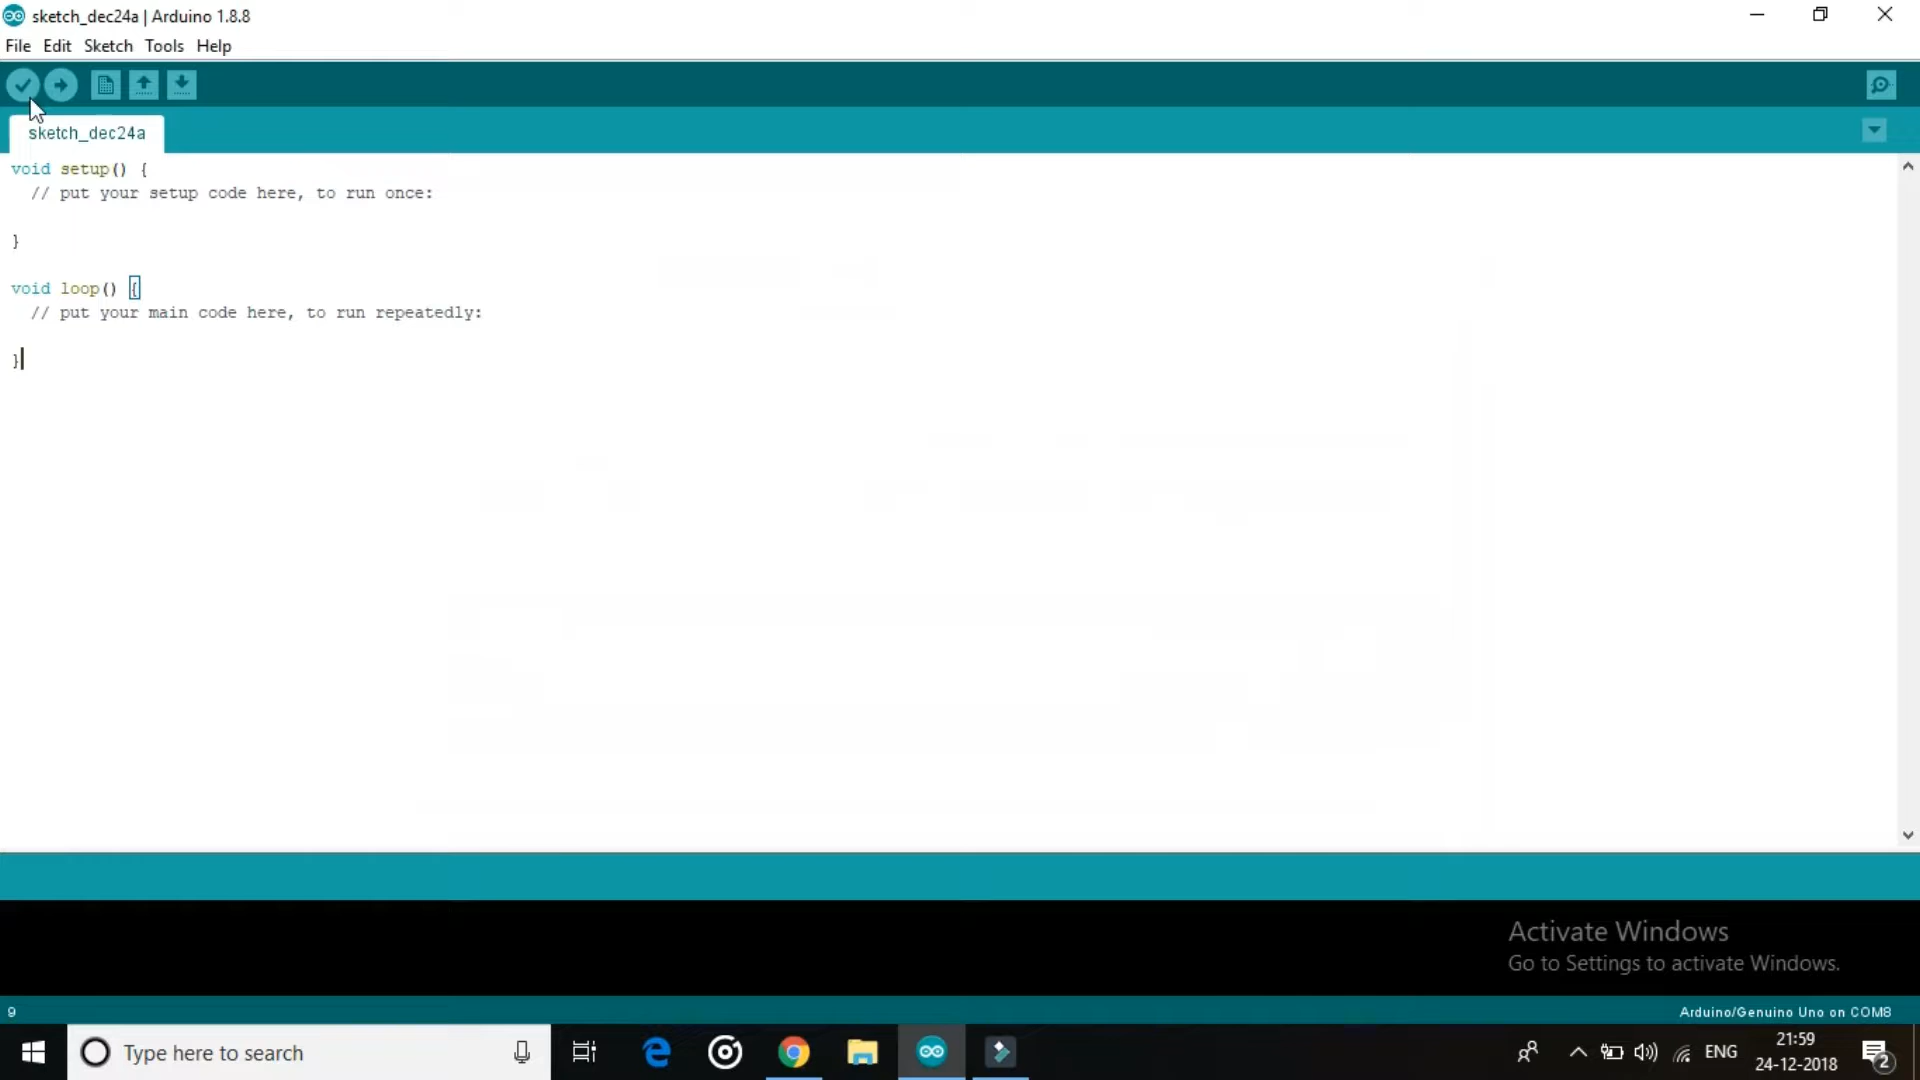 sketch_dec24a | Arduino 1.8.8
File Edit Sketch Tools Help
sketch_dec24a
void setup() {
// put your setup code here, to run once:
}
void loop() {
// put your main code here, to run repeatedly:
}
Activate Windows
Go to Settings to activate Windows.
9
Arduino/Genuino Uno on COM8
Type here to search
ENG
21:59
24-12-2018
2